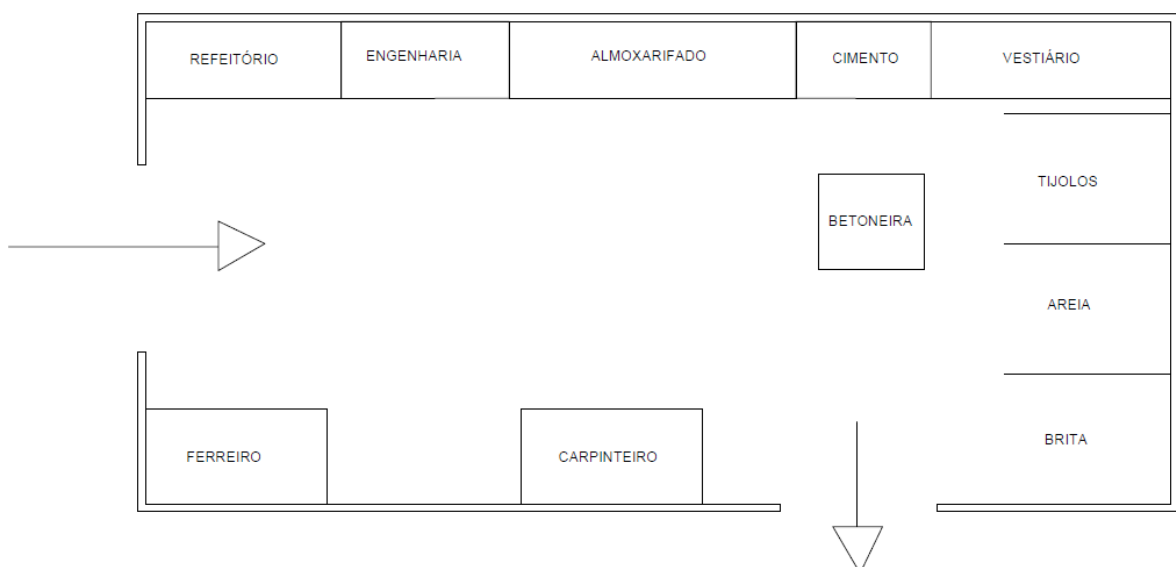 REFEITÓRIO
ENGENHARIA
ALMOXARIFADO
CIMENTO
VESTIÁRIO
TIJOLOS
BETONEIRA
AREIA
BRITA
FERREIRO
CARPINTEIRO